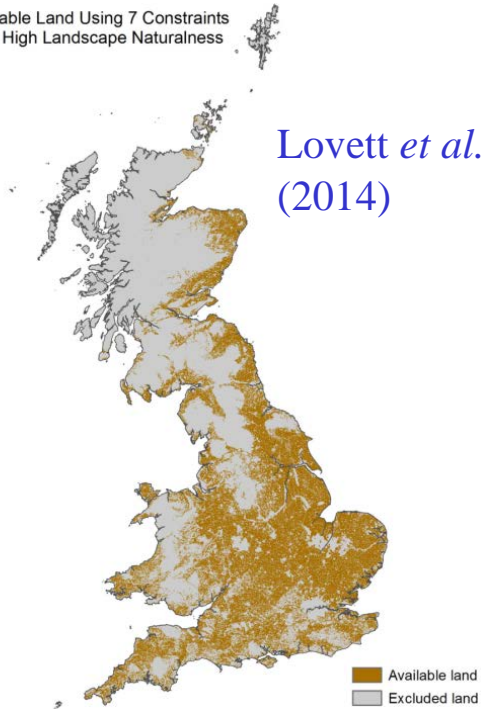 able Land Using 7 Constraints
High Landscape Naturalness
Lovett et al.
(2014)
Available land
Excluded land